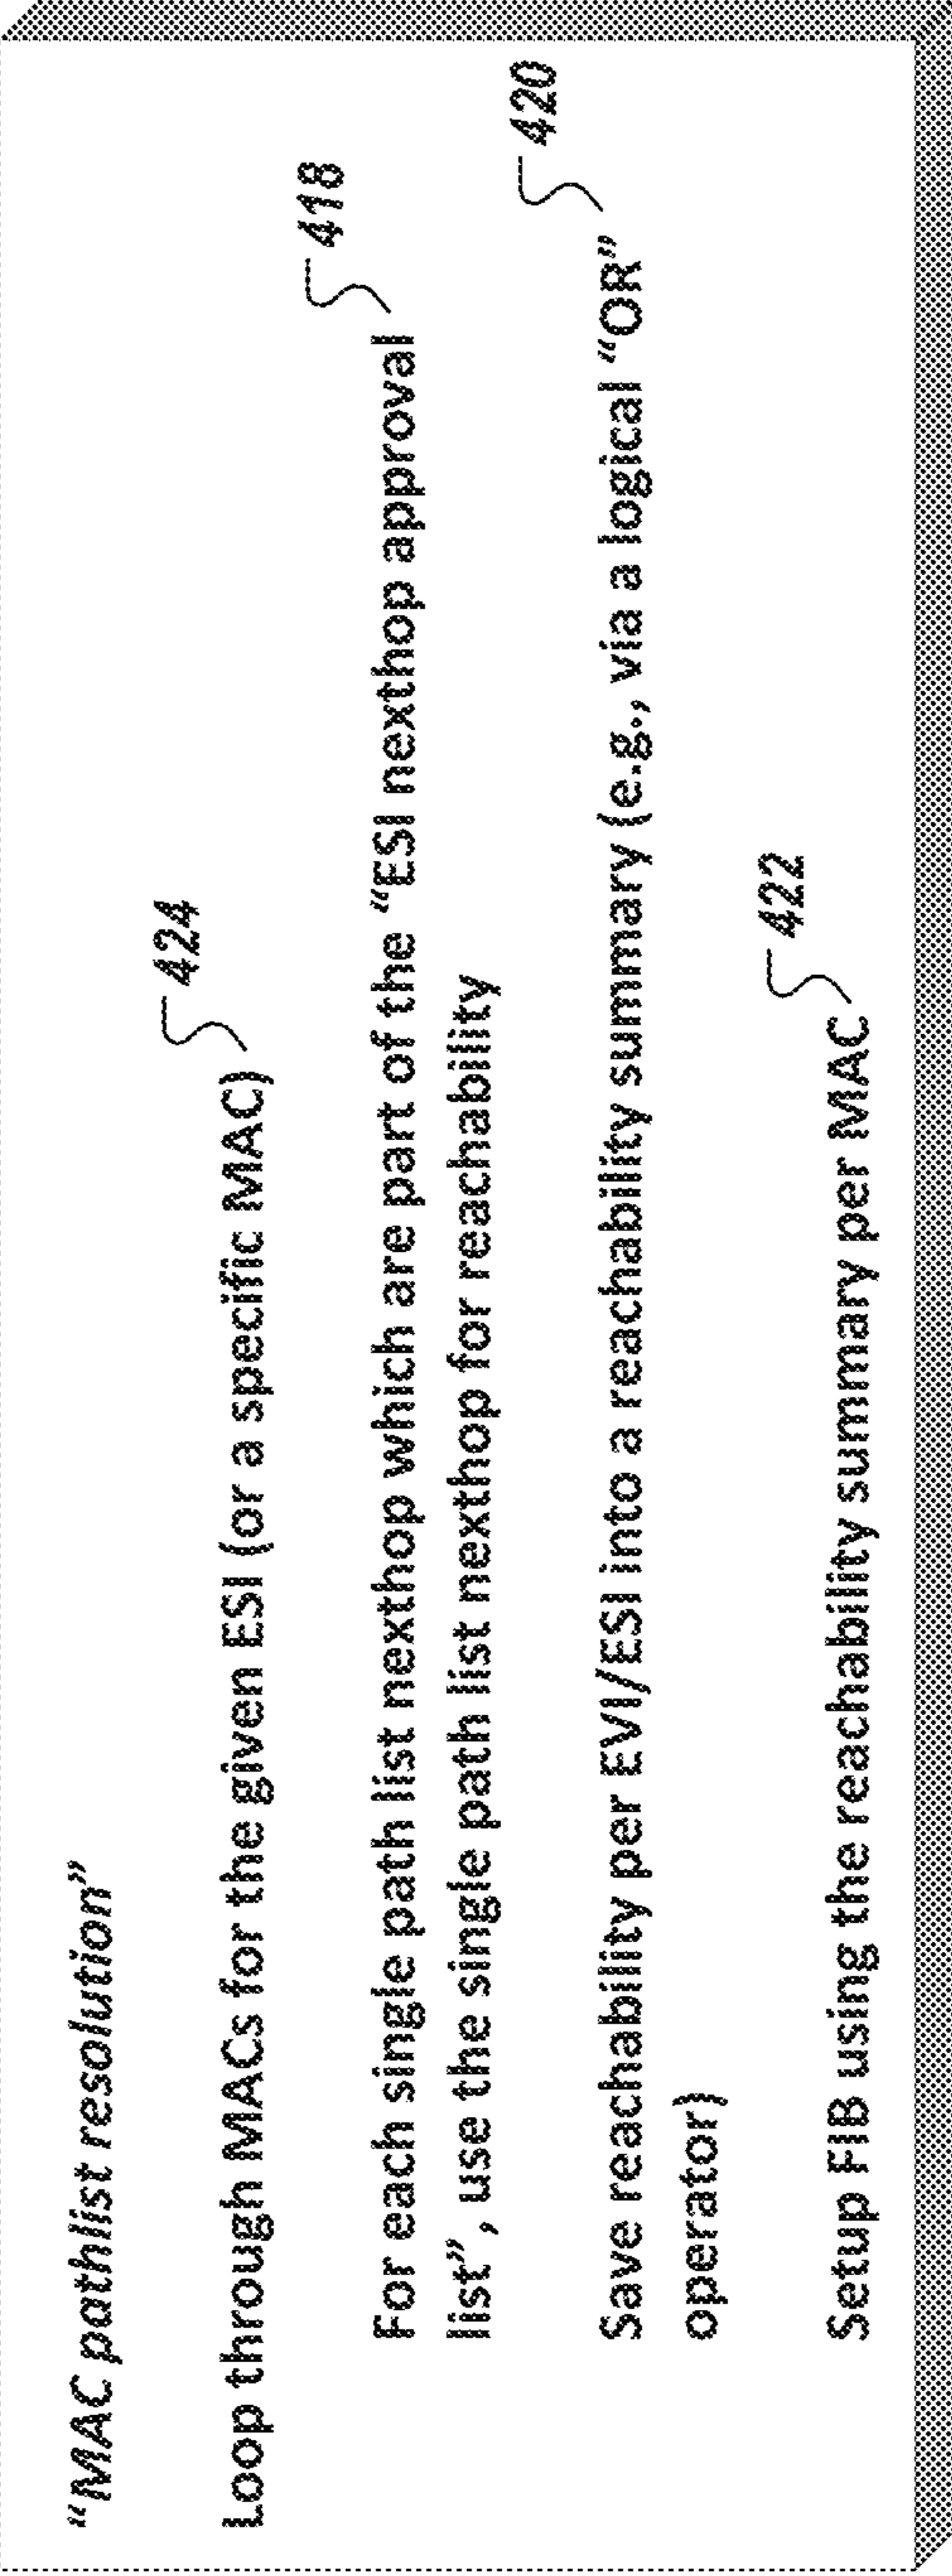 “MAC pathlist resolution”
Loop through MACs for the given ESI (or a specific MAC) 424
For each single path list nexthop which are part of the “ESI nexthop approval 418
list”, use the single path list nexthop for reachability
Save reachability per EVI/ESI into a reachability summary (e.g., via a logical “OR” 420
operator)
Setup FIB using the reachability summary per MAC 422